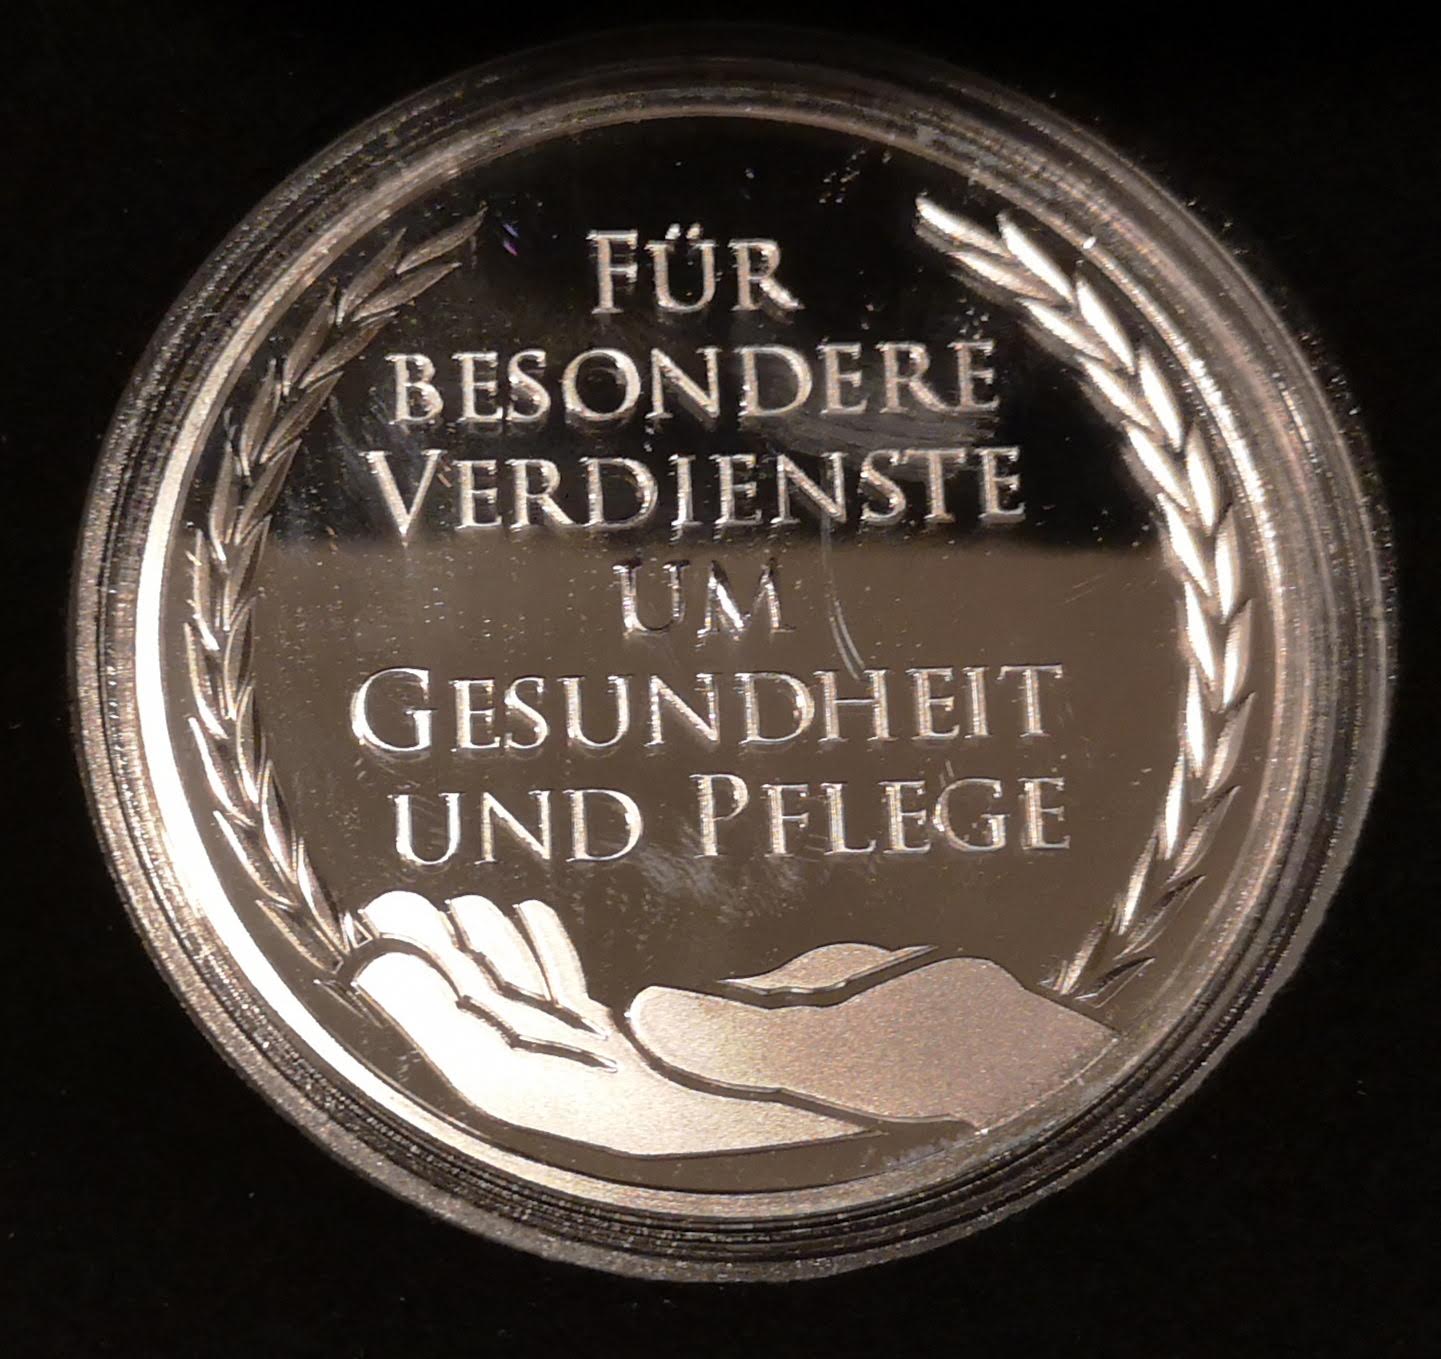 FÜR
BESONDERE
VERDIENSTE
UM
GESUNDHEIT
UND PFLEGE